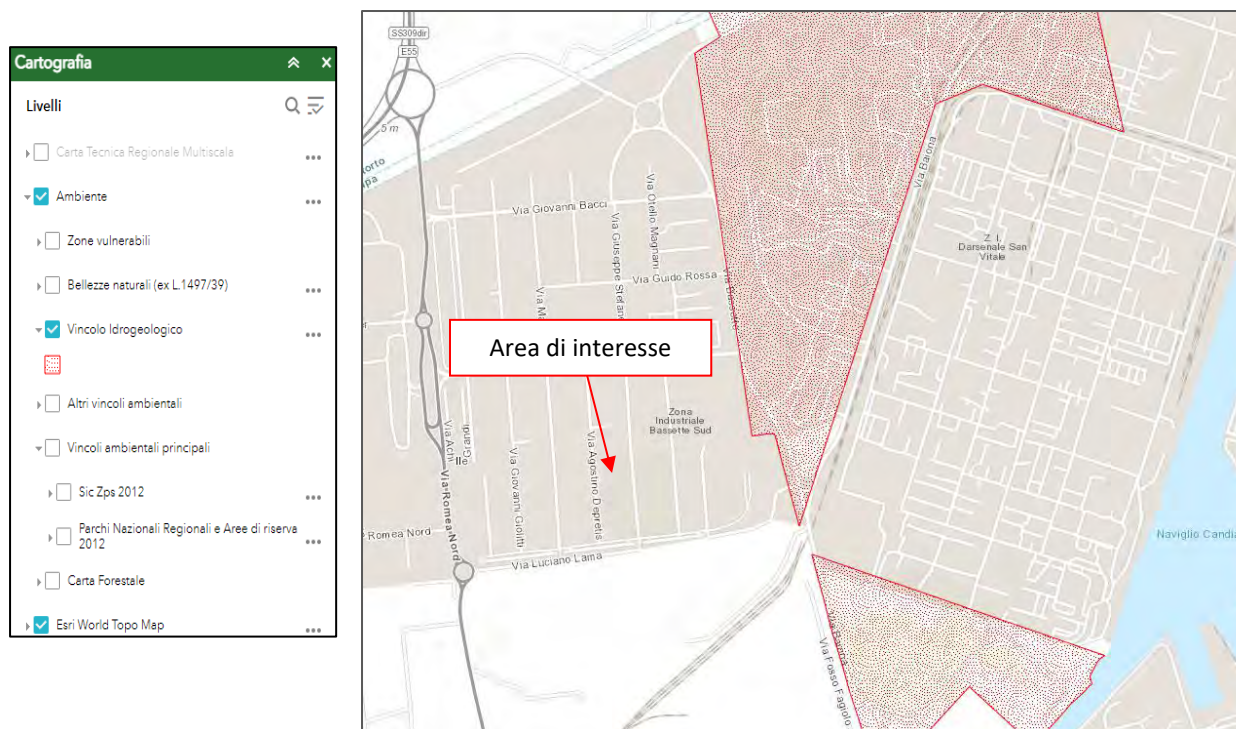 Cartografia
Livelli
Carta Tecnica Regionale Multiscala
Ambiente
Zone vulnerabili
Bellezze naturali (ex L.1497/39)
Vincolo Idrogeologico
Altri vincoli ambientali
Vincoli ambientali principali
Sic Zps 2012
Parchi Nazionali Regionali e Aree di riserva
2012
Carta Forestale
Esri World Topo Map
SS309dir
E55
5 m
Via Giovanni Bacci
Via Otello Magnani
Via Giuseppe Stefano
Via Guido Rossa
Via Baiona
Z. I.
Darsenale San
Vitale
Area di interesse
Zona
Industriale
Bassette Sud
Via Achille Grandi
Via Romea Nord
Via Giovanni Giolitti
Via Agostino Depretis
Romea Nord
Via Luciano Lama
Naviglio Candia
Via Baiona
Via Fosso Fagiolo